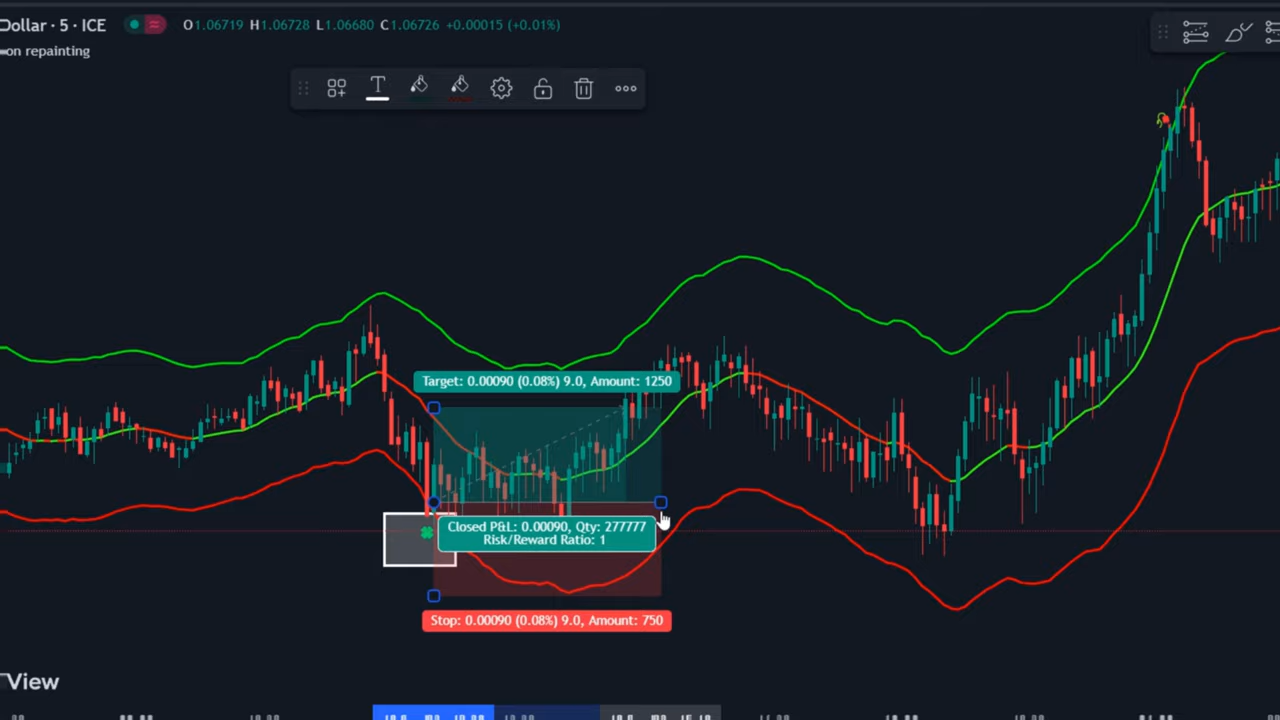 Dollar · 5 · ICE O1.06719 H1.06728 L1.06680 C1.06726 +0.00015 (+0.01%)
on repainting
T
Target: 0.00090 (0.08%) 9.0, Amount: 1250
Closed P&L: 0.00090, Qty: 277777
Risk/Reward Ratio: 1
Stop: 0.00090 (0.08%) 9.0, Amount: 750
View